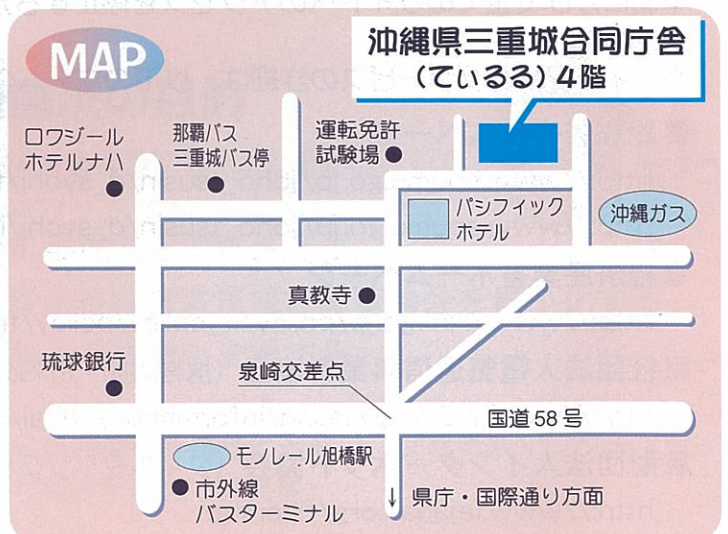 MAP
沖縄県三重城合同庁舎
(てぃるる)4階
ロワジール
ホテルナハ
那覇バス
三重城バス停
運転免許
試験場
パシフィック
ホテル
沖縄ガス
真教寺
琉球銀行
泉崎交差点
国道58号
モノレール旭橋駅
市外線
バスターミナル
↓ 県庁・国際通り方面